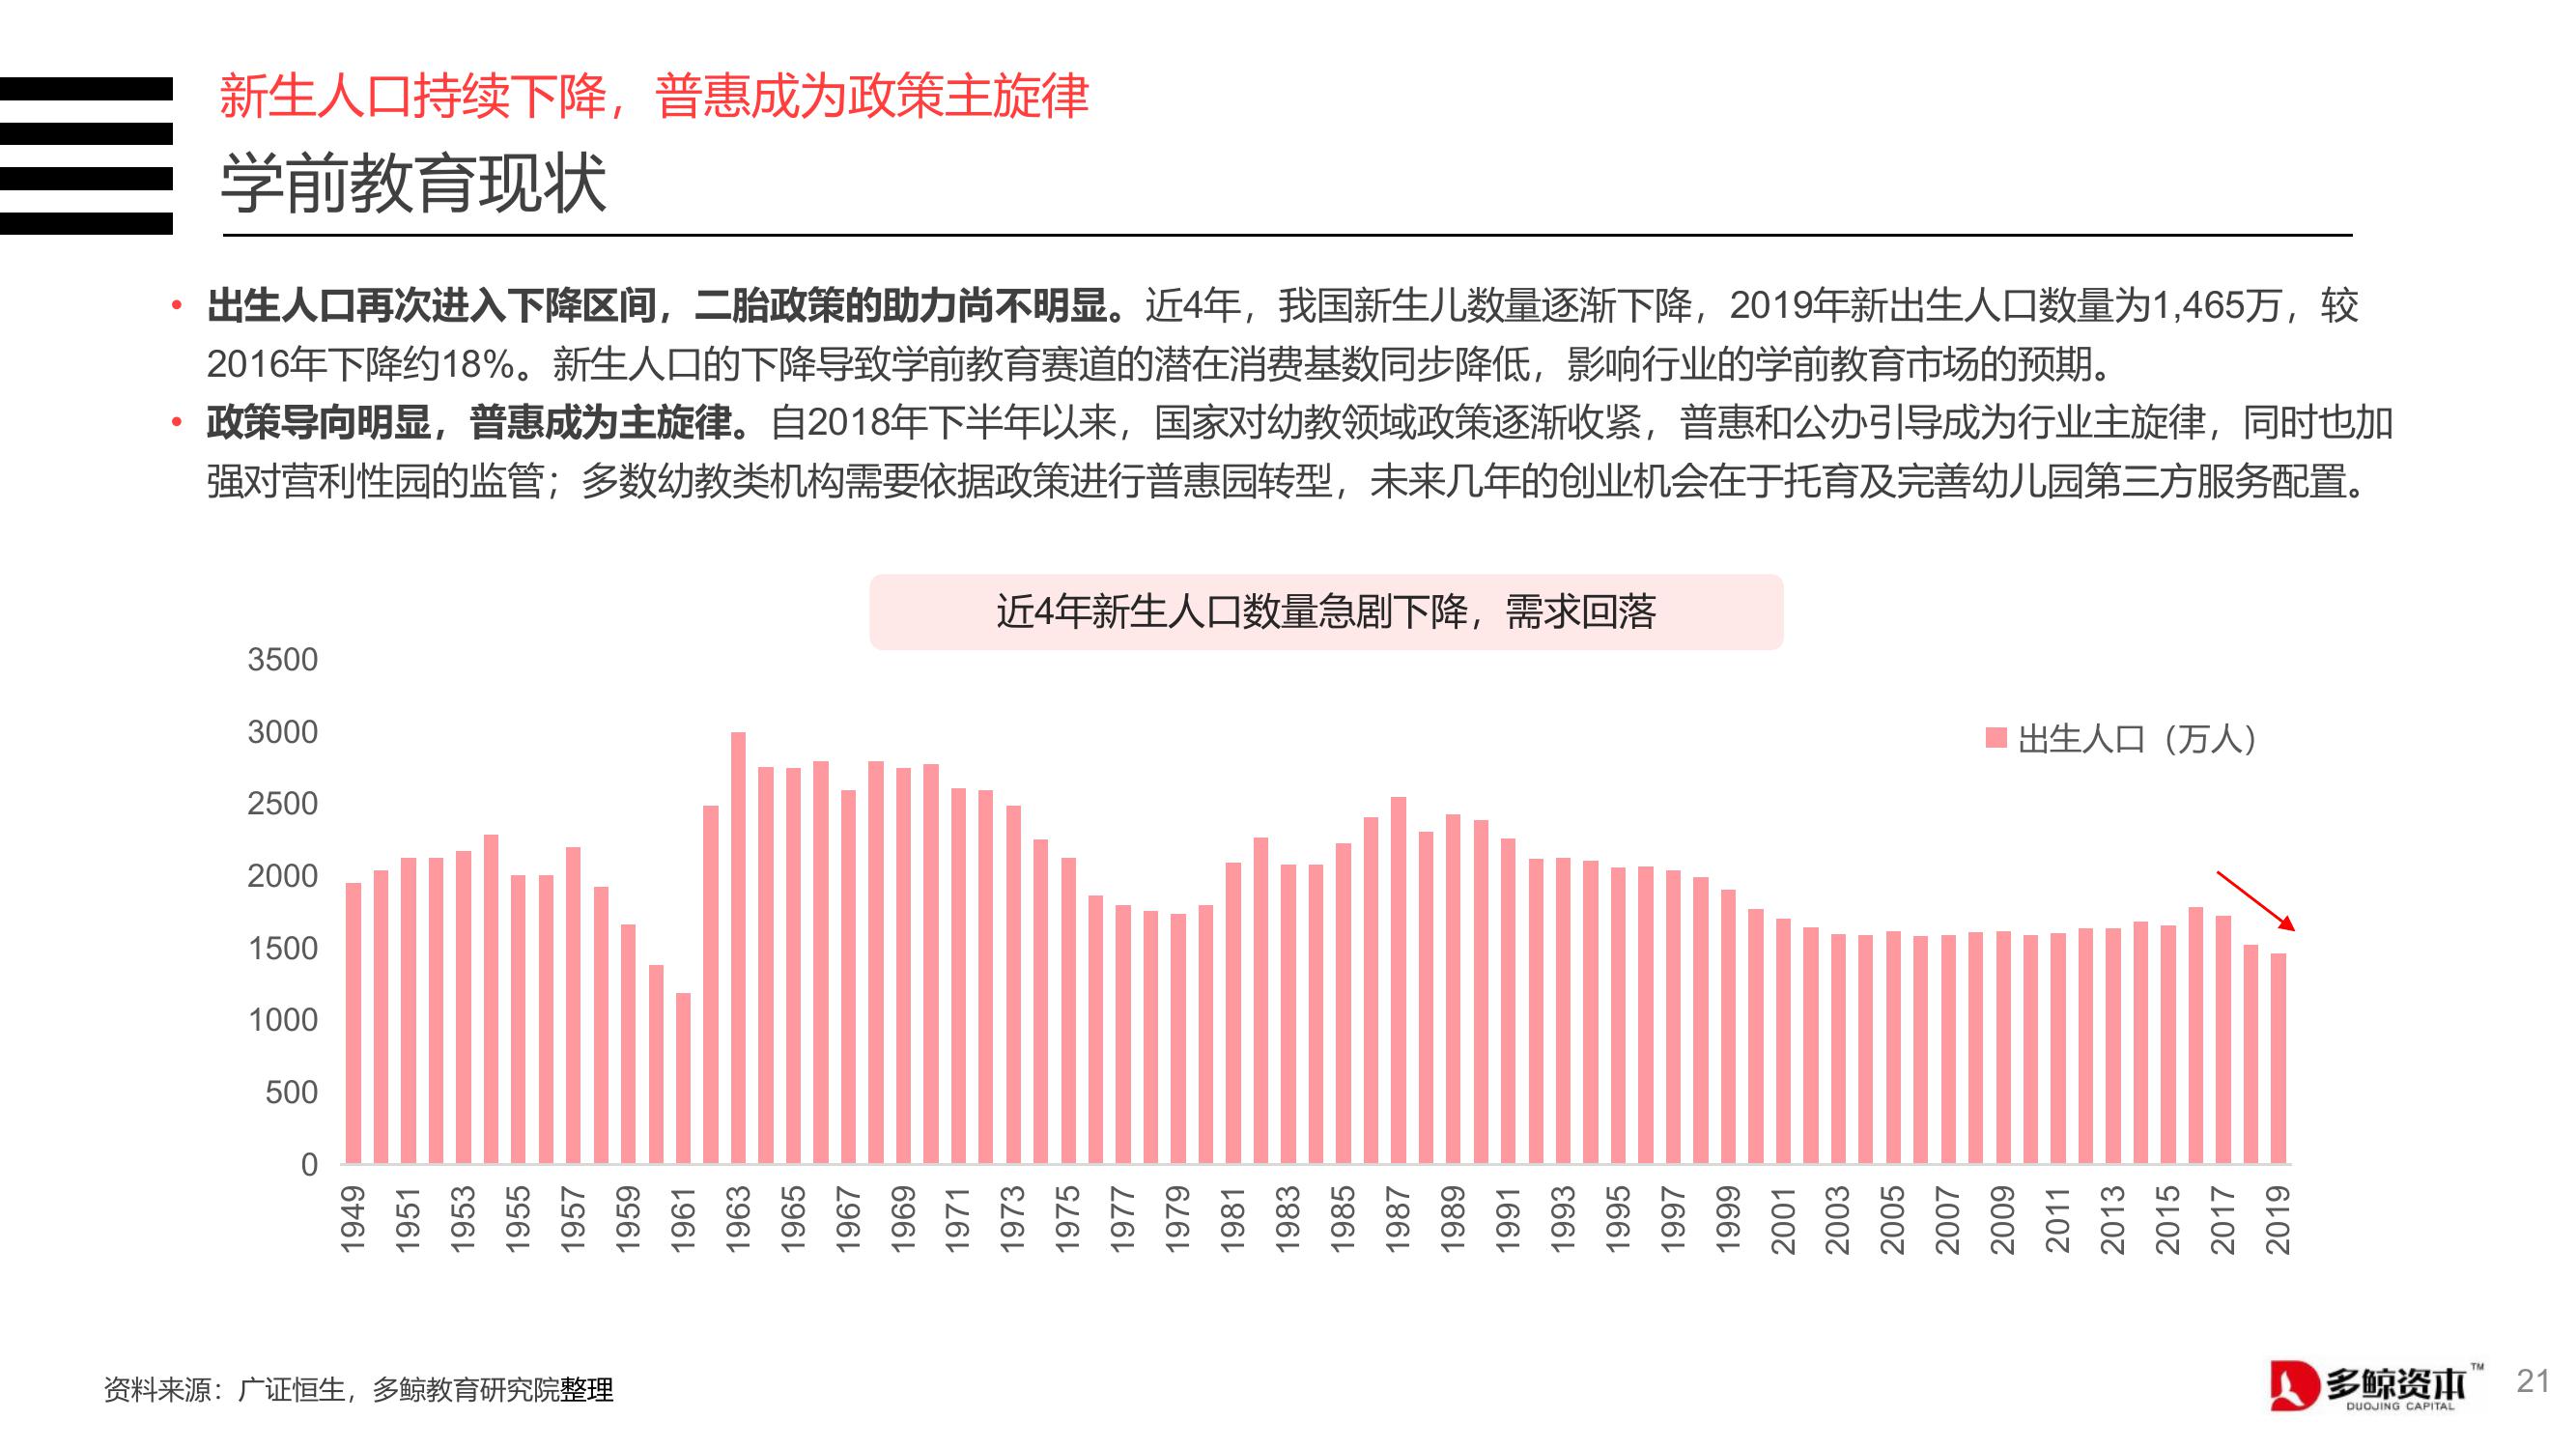 新生人口持续下降，普惠成为政策主旋律
学前教育现状
• 出生人口再次进入下降区间，二胎政策的助力尚不明显。近4年，我国新生儿数量逐渐下降，2019年新出生人口数量为1,465万，较
2016年下降约18%。新生人口的下降导致学前教育赛道的潜在消费基数同步降低，影响行业的学前教育市场的预期。
• 政策导向明显，普惠成为主旋律。自2018年下半年以来，国家对幼教领域政策逐渐收紧，普惠和公办引导成为行业主旋律，同时也加
强对营利性园的监管；多数幼教类机构需要依据政策进行普惠园转型，未来几年的创业机会在于托育及完善幼儿园第三方服务配置。
近4年新生人口数量急剧下降，需求回落
3500
3000
2500
2000
1500
1000
500
0
出生人口（万人）
1949 1951 1953 1955 1957 1959 1961 1963 1965 1967 1969 1971 1973 1975 1977 1979 1981 1983 1985 1987 1989 1991 1993 1995 1997 1999 2001 2003 2005 2007 2009 2011 2013 2015 2017 2019
资料来源：广证恒生，多鲸教育研究院整理
多鲸资本™
DUOJING CAPITAL
21